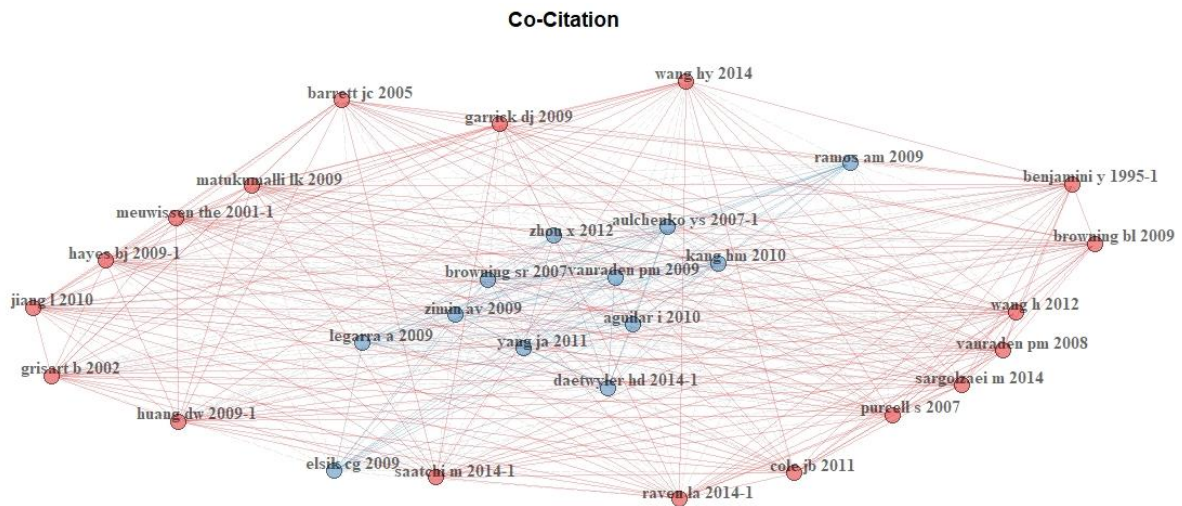 Co-Citation
wang hy 2014
barrett jc 2005
garrick dj 2009
ramos am 2009
matukumalli lk 2009
benjamini y 1995-1
meuwissen the 2001-1
aulchenko ys 2007-1
zhou x 2012
browning bl 2009
hayes bj 2009-1
kang hm 2010
browning sr 2007
vanraden pm 2009
jiang l 2010
zimin av 2009
wang h 2012
aguilar i 2010
legarra a 2009
yang ja 2011
vanraden pm 2008
grisart b 2002
daetwyler hd 2014-1
sargolzaei m 2014
huang dw 2009-1
purcell s 2007
elsik cg 2009
saatchi m 2014-1
cole jb 2011
raven la 2014-1